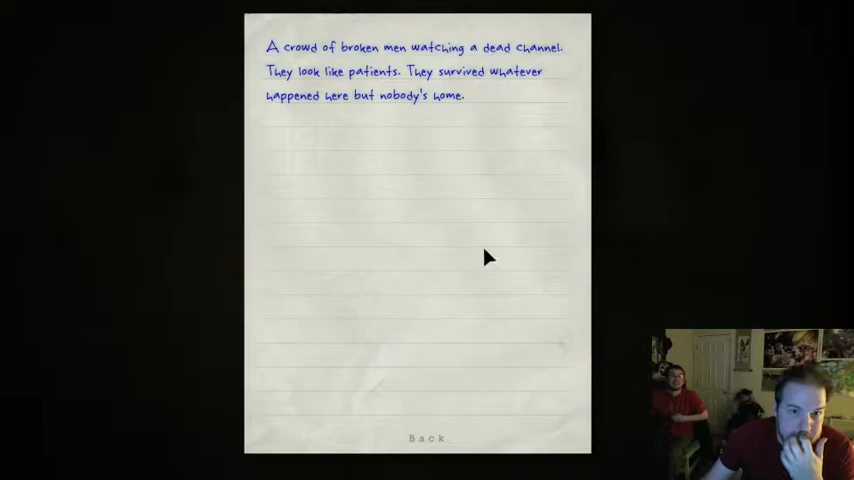 A crowd of broken men watching a dead channel.
They look like patients. They survived whatever
happened here but nobody's home.
Back